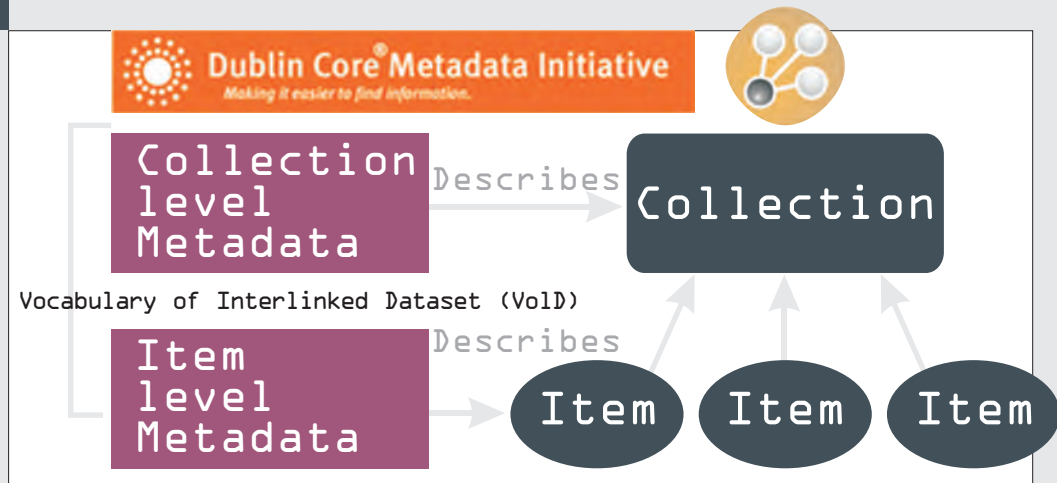 Dublin Core® Metadata Initiative
Making it easier to find information.
Collection
level
Metadata
Describes
Collection
Vocabulary of Interlinked Dataset (VolD)
Item
level
Metadata
Describes
Item
Item
Item